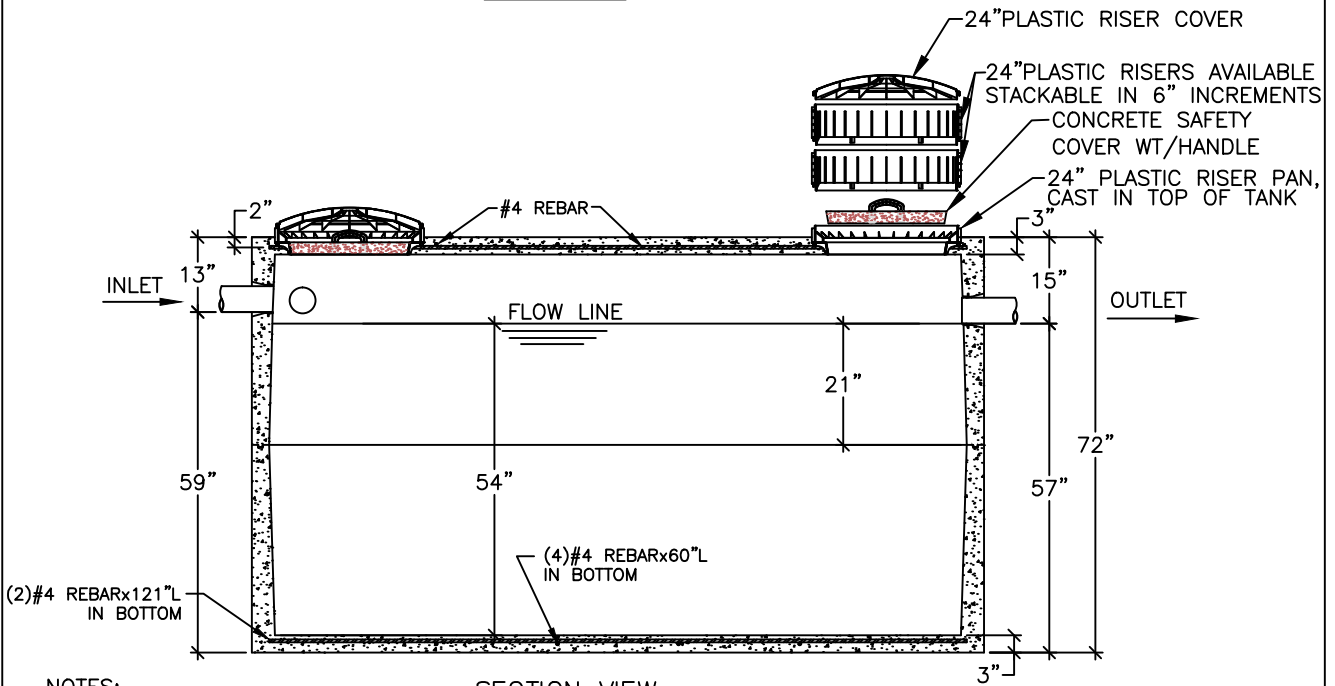 24”PLASTIC RISER COVER
24”PLASTIC RISERS AVAILABLE
STACKABLE IN 6” INCREMENTS
CONCRETE SAFETY
COVER WT/HANDLE
24” PLASTIC RISER PAN,
CAST IN TOP OF TANK
2”
#4 REBAR
3”
13”
15”
INLET
OUTLET
FLOW LINE
21”
72”
59”
54”
57”
(4)#4 REBARx60”L
IN BOTTOM
(2)#4 REBARx121”L
IN BOTTOM
3”
NOTES:
SECTION VIEW